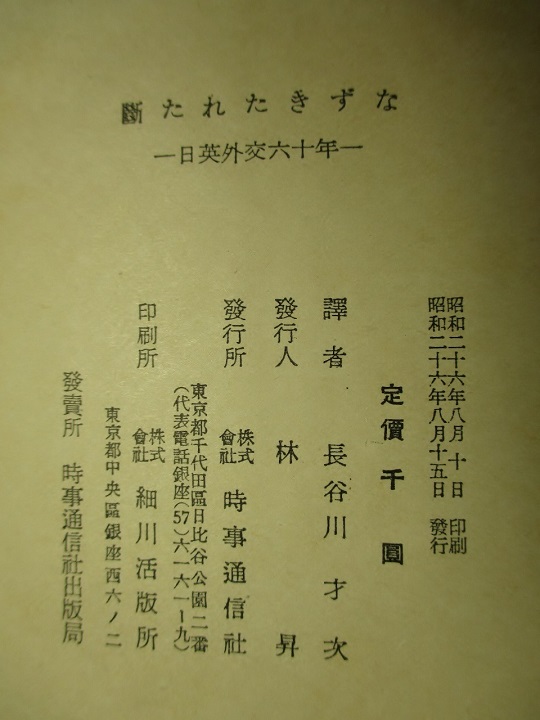 斷たれたきずな
―日英外交六十年―
昭和二十六年八月十日 印刷
昭和二十六年八月十五日 發行
定價千圓
譯者 長谷川才次
發行人 林昇
發行所 株式會社 時事通信社
東京都千代田區日比谷公園二番
(代表電話銀座(57)六一六一―九)
印刷所 株式會社 細川活版所
東京都中央區銀座西六ノ二
發賣所 時事通信社出版局